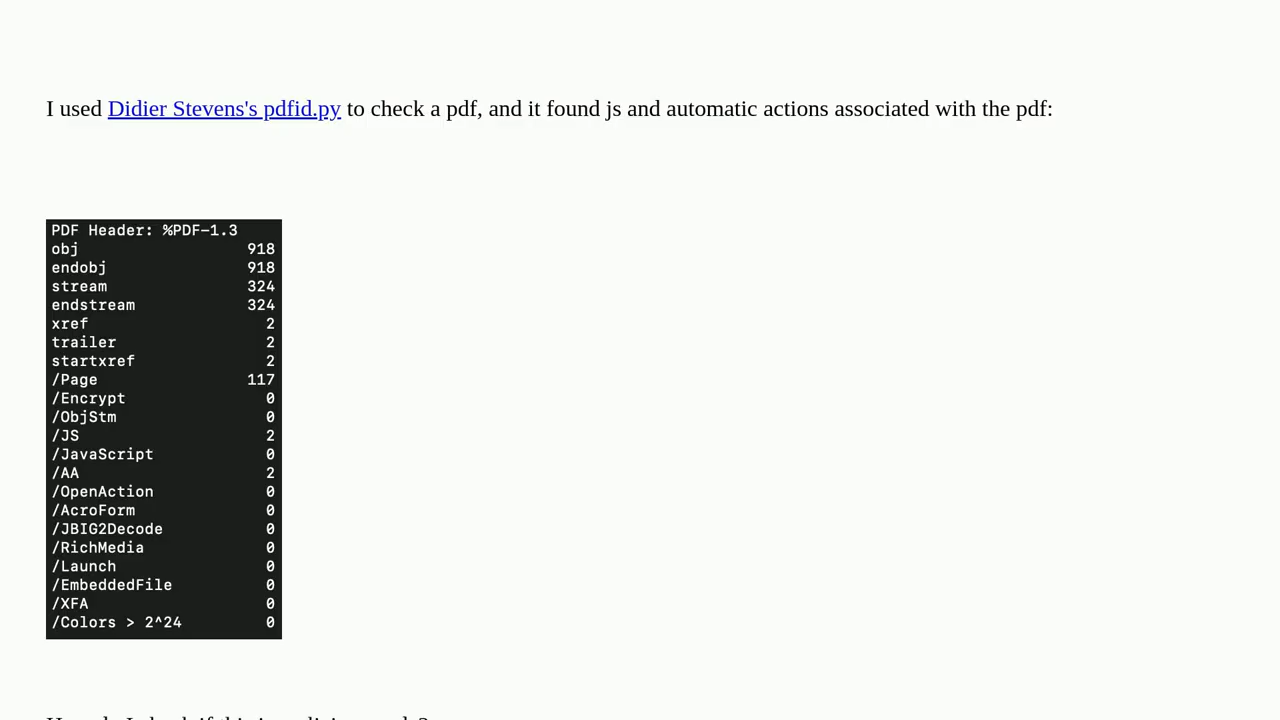 I used Didier Stevens's pdfid.py to check a pdf, and it found js and automatic actions associated with the pdf:
PDF Header: %PDF-1.3
obj 918
endobj 918
stream 324
endstream 324
xref 2
trailer 2
startxref 2
/Page 117
/Encrypt 0
/ObjStm 0
/JS 2
/JavaScript 0
/AA 2
/OpenAction 0
/AcroForm 0
/JBIG2Decode 0
/RichMedia 0
/Launch 0
/EmbeddedFile 0
/XFA 0
/Colors > 2^24 0